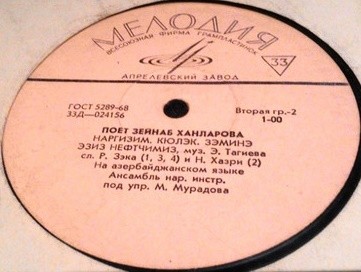 МЕЛОДИЯ
ВСЕСОЮЗНАЯ ФИРМА ГРАМПЛАСТИНОК
33
АПРЕЛЕВСКИЙ ЗАВОД
ГОСТ 5289-68
33Д—024156
Вторая гр.-2
1-00
ПОЕТ ЗЕЙНАБ ХАНЛАРОВА
НАРГИЗИМ. КЮЛЭК. ЗЭМИНЭ
ЭЗИЗ НЕФТЧИМИЗ, муз. Э. Тагиева
сл. Р. Зэка (1, 3, 4) и Н. Хазри (2)
На азербайджанском языке
Ансамбль нар. инстр.
под упр. М. Мурадова